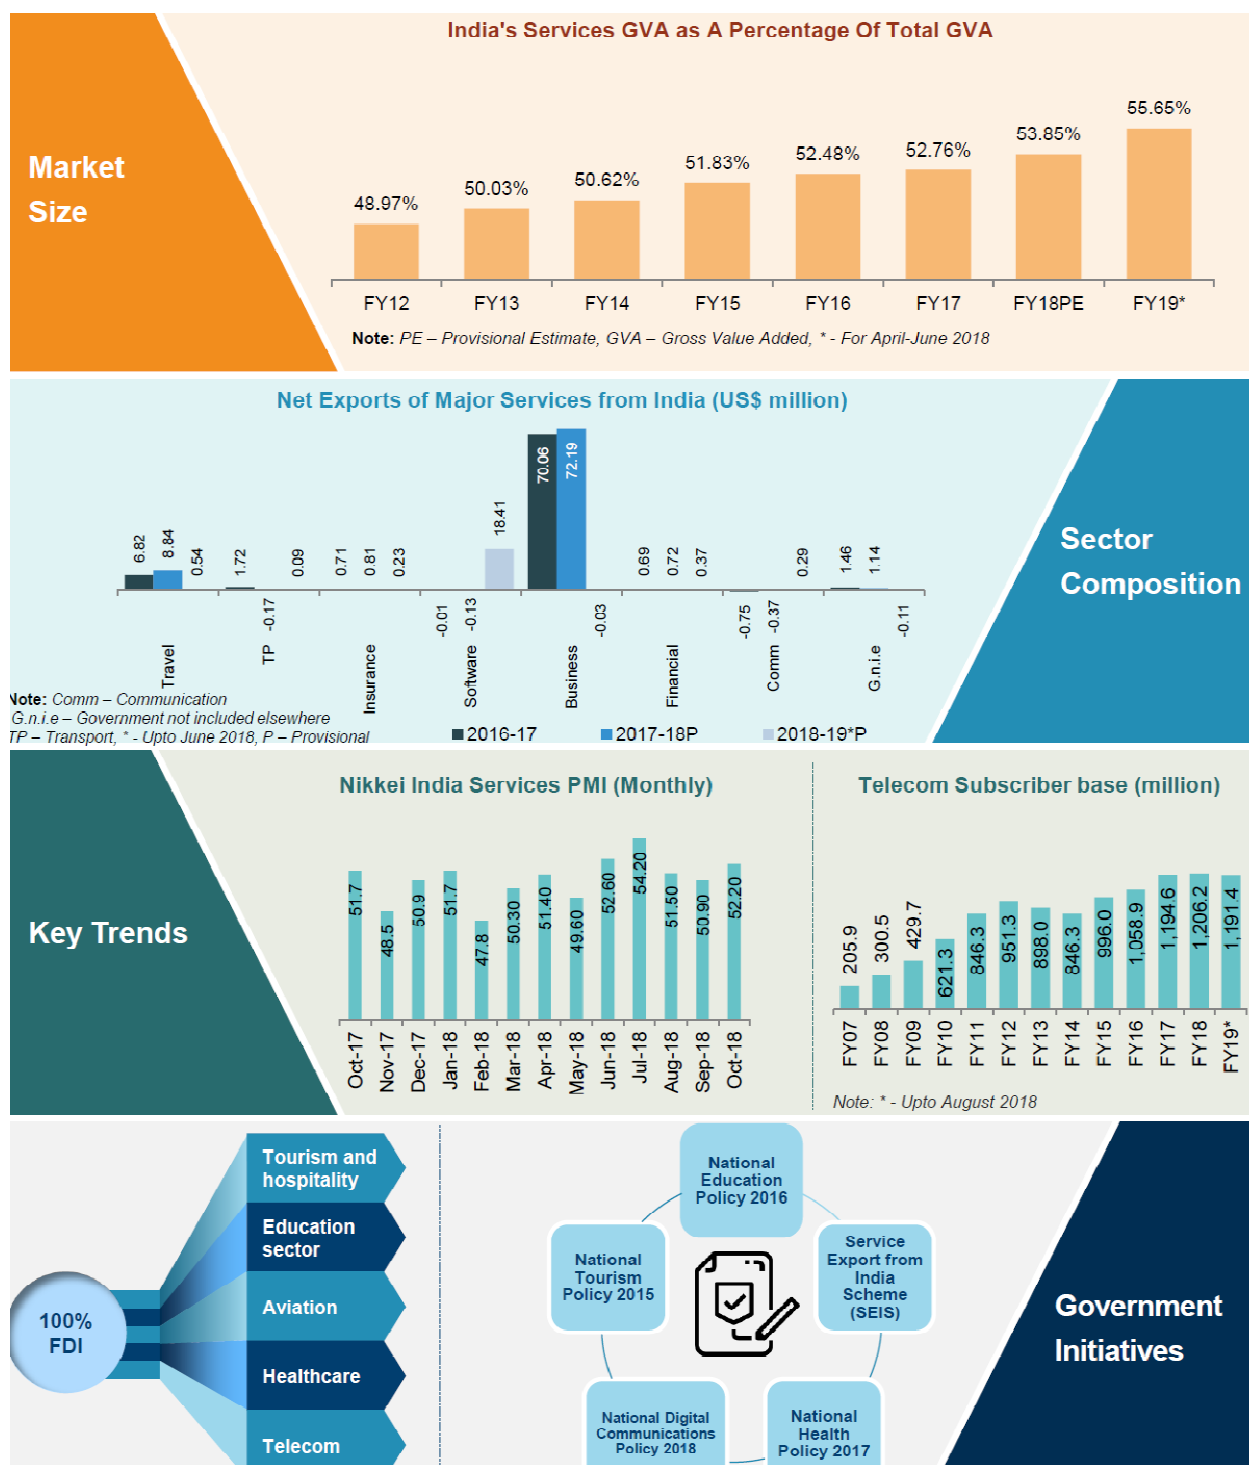 India's Services GVA as A Percentage Of Total GVA
Market
Size
48.97%
50.03%
50.62%
51.83%
52.48%
52.76%
53.85%
55.65%
FY12
FY13
FY14
FY15
FY16
FY17
FY18PE
FY19*
Note: PE – Provisional Estimate, GVA – Gross Value Added, * - For April-June 2018
Net Exports of Major Services from India (US$ million)
Sector
Composition
6.82
8.84
0.54
1.72
-0.17
0.09
0.71
0.81
0.23
-0.01
-0.13
18.41
70.06
72.19
-0.03
0.69
0.72
0.37
-0.75
-0.37
0.29
1.46
1.14
-0.11
Travel
TP
Insurance
Software
Business
Financial
Comm
G.n.i.e
Note: Comm – Communication
G.n.i.e – Government not included elsewhere
TP – Transport, * - Upto June 2018, P – Provisional
2016-17
2017-18P
2018-19*P
Key Trends
Nikkei India Services PMI (Monthly)
51.7
48.5
50.9
51.7
47.8
50.30
51.40
49.60
52.60
54.20
51.50
50.90
52.20
Oct-17
Nov-17
Dec-17
Jan-18
Feb-18
Mar-18
Apr-18
May-18
Jun-18
Jul-18
Aug-18
Sep-18
Oct-18
Telecom Subscriber base (million)
205.9
300.5
429.7
621.3
846.3
951.3
898.0
846.3
996.0
1,058.9
1,194.6
1,206.2
1,191.4
FY07
FY08
FY09
FY10
FY11
FY12
FY13
FY14
FY15
FY16
FY17
FY18
FY19*
Note: * - Upto August 2018
100%
FDI
Tourism and
hospitality
Education
sector
Aviation
Healthcare
Telecom
National
Education
Policy 2016
Service
Export from
India
Scheme
(SEIS)
National
Health
Policy 2017
National Digital
Communications
Policy 2018
National
Tourism
Policy 2015
Government
Initiatives